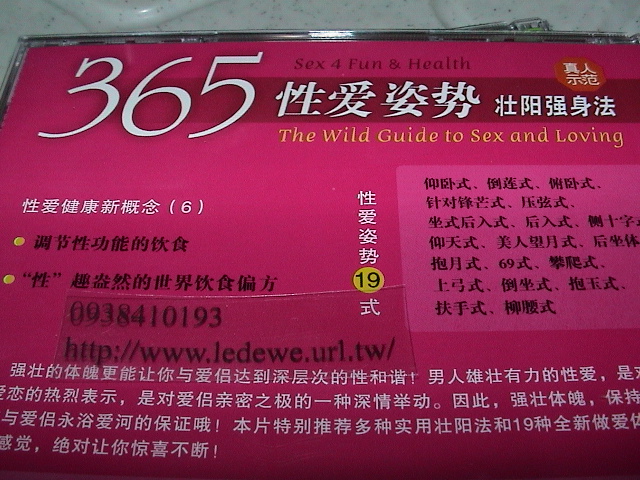 Sex 4 Fun & Health
365 性爱姿势 壮阳强身法
真人
示范
The Wild Guide to Sex and Loving
性爱健康新概念(6)
调节性功能的饮食
“性”趣盎然的世界饮食偏方
性爱姿势19式
仰卧式、倒莲式、俯卧式、
针对锋芒式、压弦式、
坐式后入式、后入式、侧十字
仰天式、美人望月式、后坐体
抱月式、69式、攀爬式、
上弓式、倒坐式、抱玉式、
扶手式、柳腰式
0938410193
http://www.ledewe.url.tw/
强壮的体魄更能让你与爱侣达到深层次的性和谐!男人雄壮有力的性爱,是对
爱恋的热烈表示,是对爱侣亲密之极的一种深情举动。因此,强壮体魄,保持
与爱侣永浴爱河的保证哦!本片特别推荐多种实用壮阳法和19种全新做爱体
感觉,绝对让你惊喜不断!